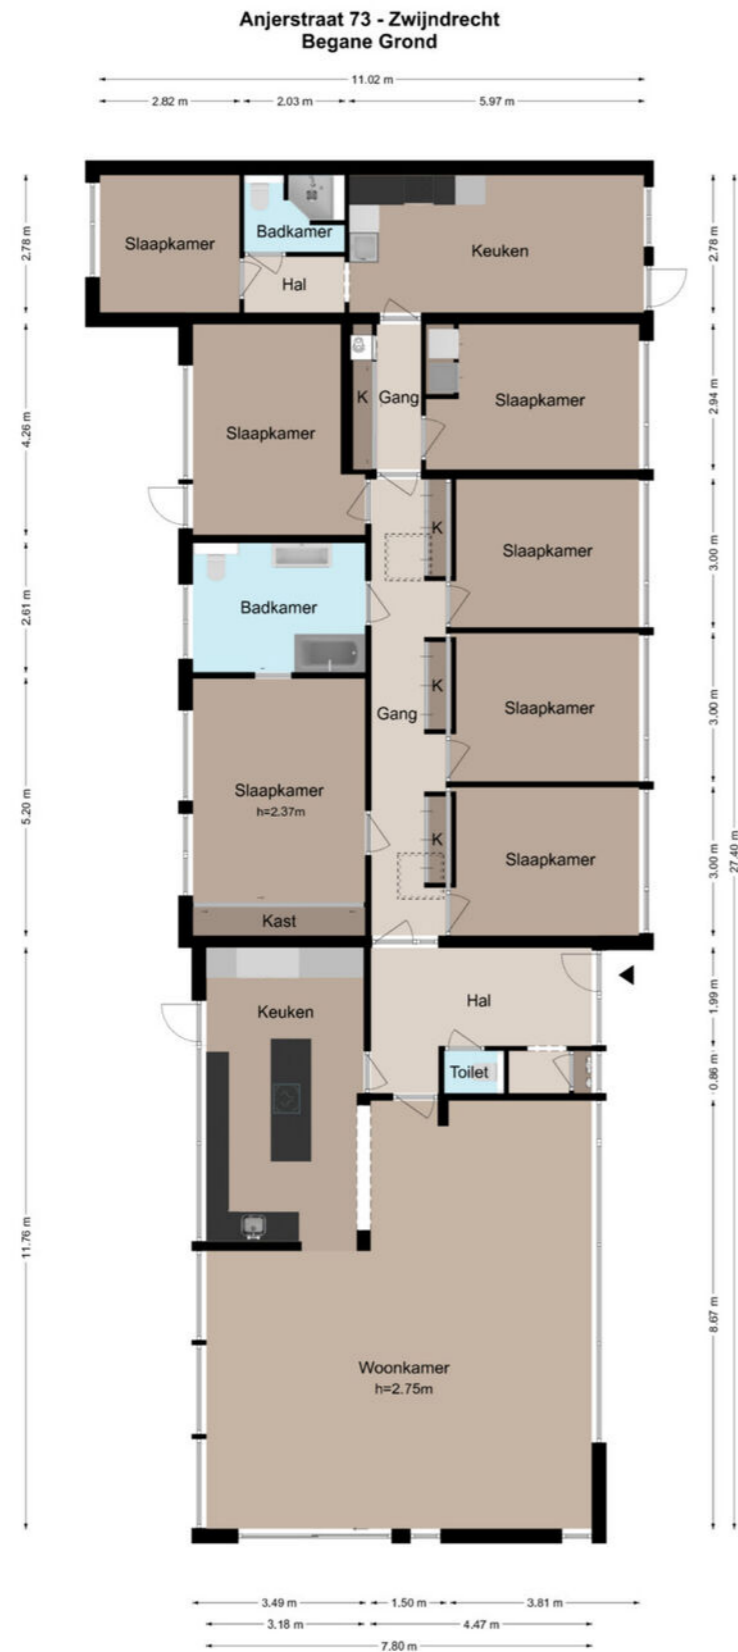 Anjerstraat 73 - Zwijndrecht
Begane Grond
11.02 m
2.82 m
2.03 m
5.97 m
2.78 m
4.26 m
2.61 m
5.20 m
11.76 m
Slaapkamer
Badkamer
Keuken
Hal
Slaapkamer
K
Gang
Slaapkamer
K
Slaapkamer
Badkamer
K
Slaapkamer
Gang
Slaapkamer
h=2.37m
K
Slaapkamer
Kast
Keuken
Hal
Toilet
Woonkamer
h=2.75m
2.78 m
2.94 m
3.00 m
3.00 m
3.00 m
1.99 m
0.86 m
8.67 m
27.40 m
3.49 m
1.50 m
3.81 m
3.18 m
4.47 m
7.80 m